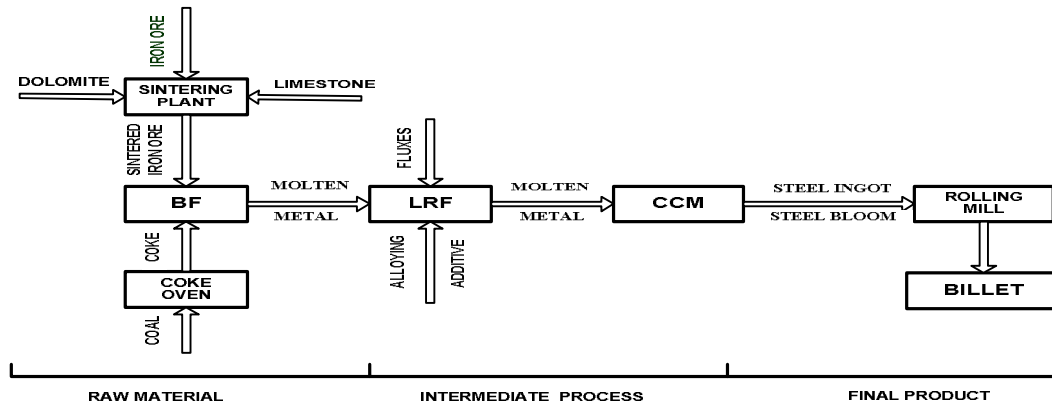 IRON ORE
DOLOMITE
SINTERING
PLANT
LIMESTONE
SINTERED
IRON ORE
FLUXES
BF
MOLTEN
METAL
LRF
MOLTEN
METAL
CCM
STEEL INGOT
STEEL BLOOM
ROLLING
MILL
COKE
ALLOYING
ADDITIVE
COKE
OVEN
BILLET
COAL
RAW MATERIAL
INTERMEDIATE PROCESS
FINAL PRODUCT